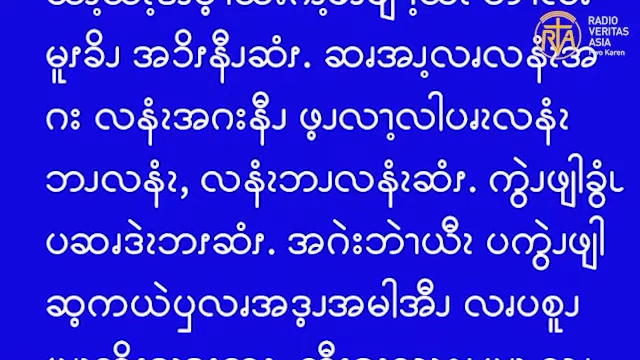 မူၭခိၪ အၥိၭနီၪဆံၭ. ဆၧအၪ့လၧလနံၩအ
ဂး လနံၩအဂးနီၪ ဖ့ၪလၫ့လါပၧၩလနံၩ
ဘၪလနံၩ, လနံၩဘၪလနံၩဆံၭ. ကွဲၪဖျါခွံၬ
ပဆၧဒဲၩဘၭဆံၭ. အဂဲးဘဲၫယီၩ ပကွဲၪဖျါ
ဆ့ကယဲပှလၧအဒ့ၪအမါအီၪ လၧပစူၪ
RADIO
VERITAS
ASIA
Pwo Karen